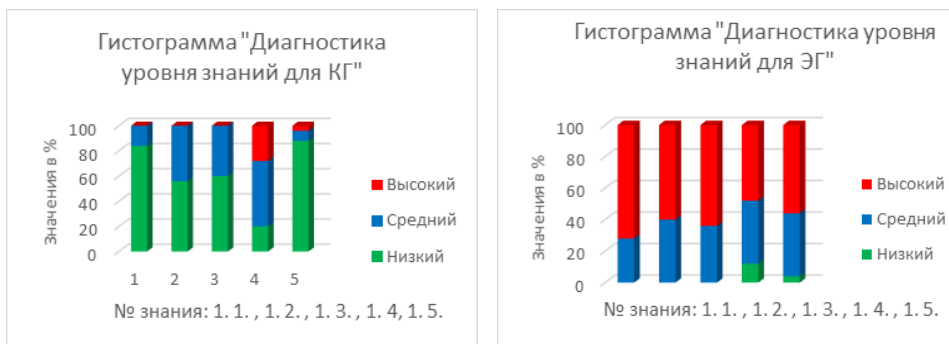 Гистограмма "Диагностика
уровня знаний для КГ"
Значения в %
100
80
60
40
20
0
1 2 3 4 5
Высокий
Средний
Низкий
№ знания: 1. 1. , 1. 2. , 1. 3. , 1. 4, 1. 5.
Гистограмма "Диагностика уровня
знаний для ЭГ"
Значения в %
100
80
60
40
20
0
Высокий
Средний
Низкий
№ знания: 1. 1. , 1. 2. , 1. 3. , 1. 4. , 1. 5.